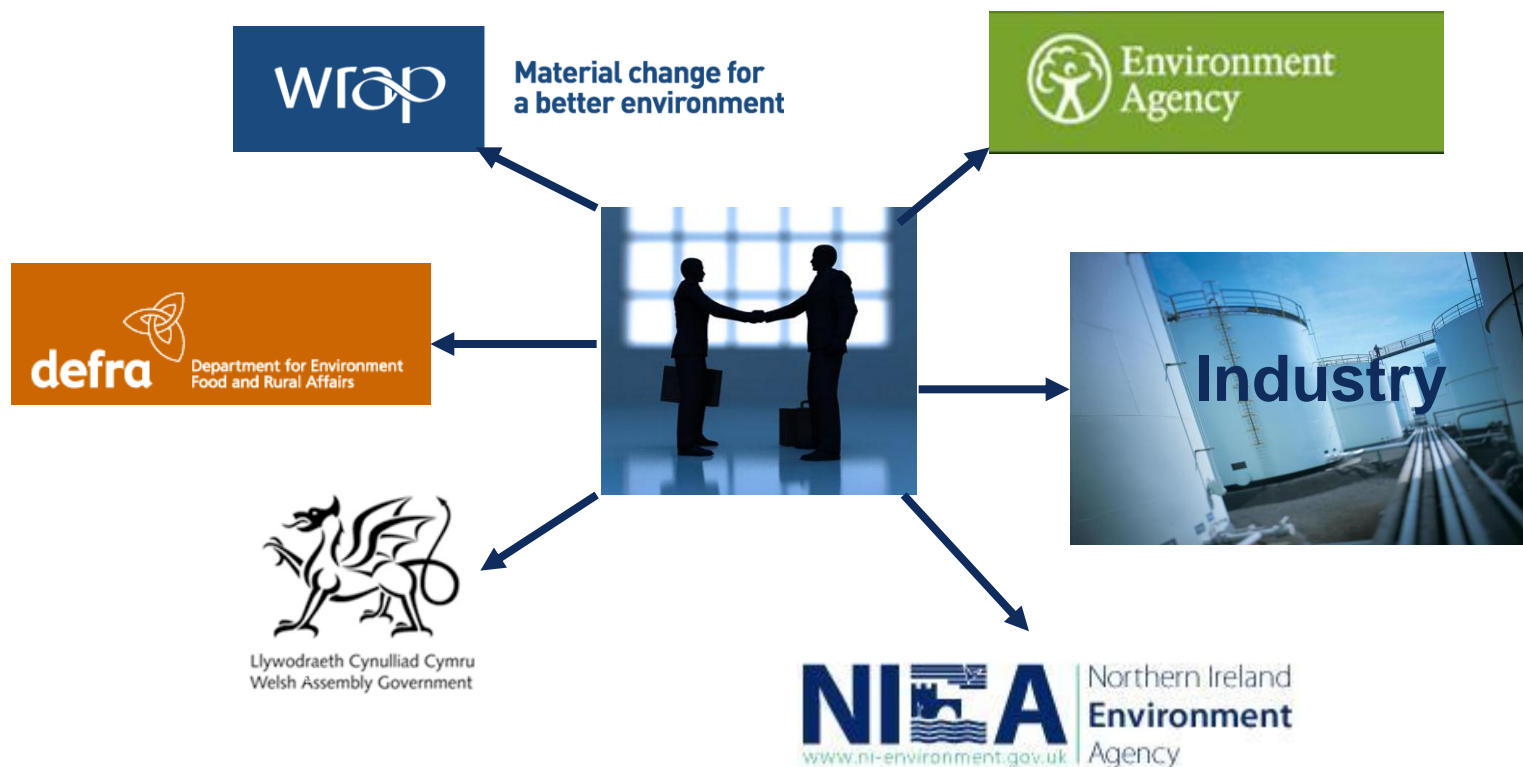 wrap
Material change for
a better environment
Environment
Agency
defra
Department for Environment
Food and Rural Affairs
Industry
Llywodraeth Cynulliad Cymru
Welsh Assembly Government
NIEA
www.ni-environment.gov.uk
Northern Ireland
Environment
Agency